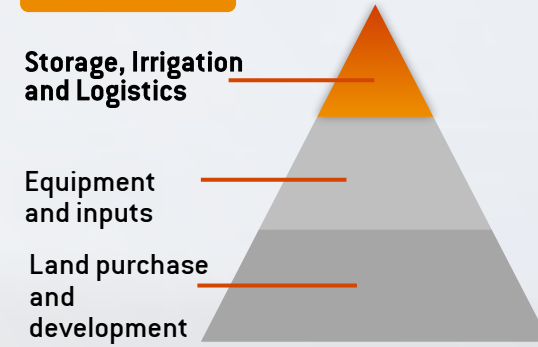 Storage, Irrigation
and Logistics
Equipment
and inputs
Land purchase
and
development